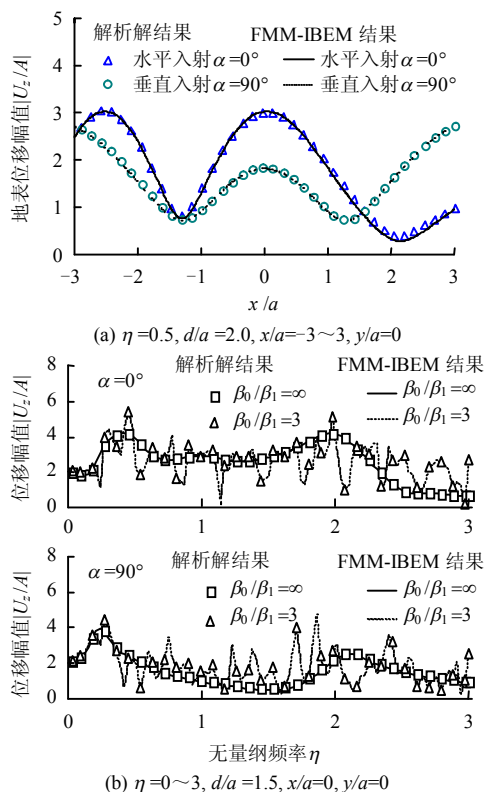 解析解结果 FMM-IBEM 结果
水平入射α=0° 水平入射α=0°
垂直入射α=90° 垂直入射α=90°
地表位移幅值|Uz/A|
5
4
3
2
1
0
−3 −2 −1 0 1 2 3
x /a
(a) η =0.5, d/a =2.0, x/a=−3～3, y/a=0
解析解结果 FMM-IBEM 结果
α=0°
β0/β1=∞ β0/β1=∞
β0/β1=3 β0/β1=3
位移幅值|Uz/A|
8
6
4
2
0
0 1 2 3
解析解结果 FMM-IBEM 结果
α=90°
β0/β1=∞ β0/β1=∞
β0/β1=3 β0/β1=3
位移幅值|Uz/A|
8
6
4
2
0
0 1 2 3
无量纲频率η
(b) η=0～3, d/a =1.5, x/a=0, y/a=0